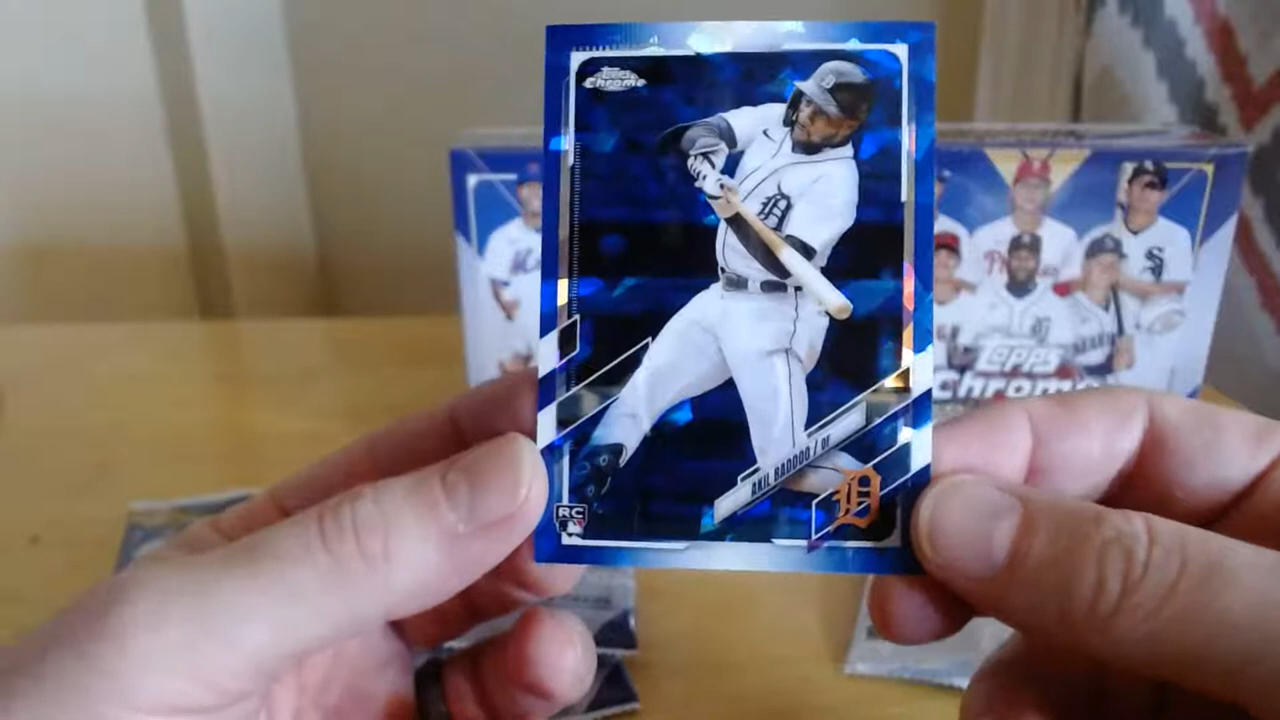 Topps
Chrome
D
D
AKIL BADDOO / OF
D
RC
TOPPS
Chrome